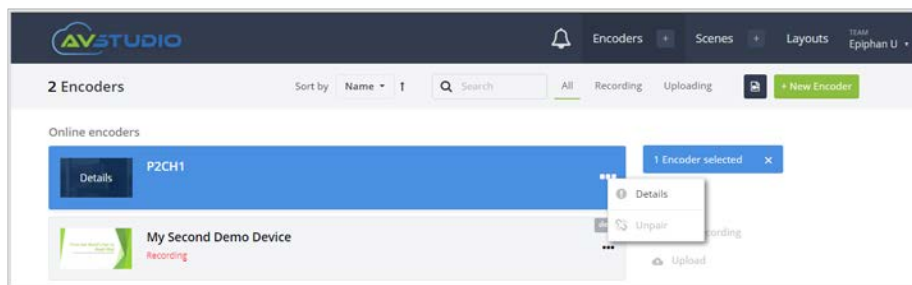 AVSTUDIO
Encoders + Scenes + Layouts TEAM Epiphan U
2 Encoders Sort by Name Search All Recording Uploading + New Encoder
Online encoders
P2CH1 1 Encoder selected ×
Details
Details
Unpair
My Second Demo Device
Recording
Upload